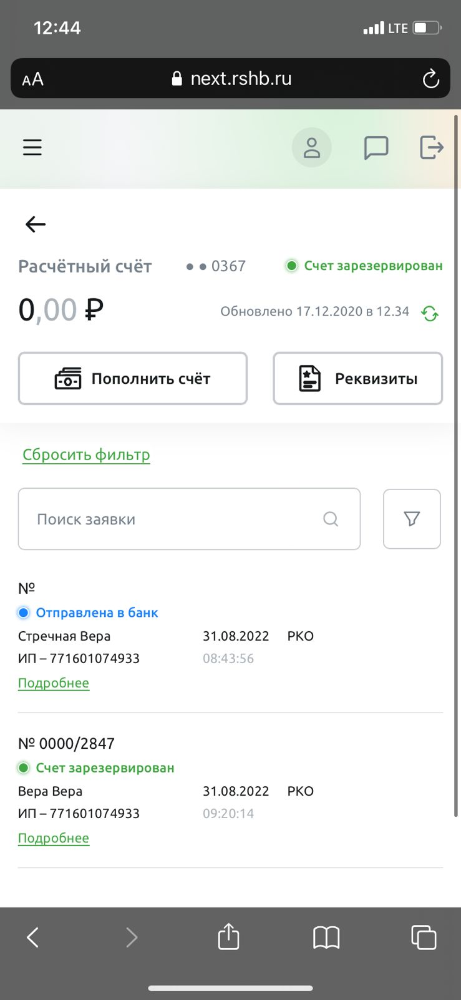 12:44
LTE
AA
next.rshb.ru
Расчётный счёт •• 0367 Счет зарезервирован
0,00 ₽ Обновлено 17.12.2020 в 12.34
Пополнить счёт Реквизиты
Сбросить фильтр
Поиск заявки
№
Отправлена в банк
Стречная Вера 31.08.2022 РКО
ИП – 771601074933 08:43:56
Подробнее
№ 0000/2847
Счет зарезервирован
Вера Вера 31.08.2022 РКО
ИП – 771601074933 09:20:14
Подробнее